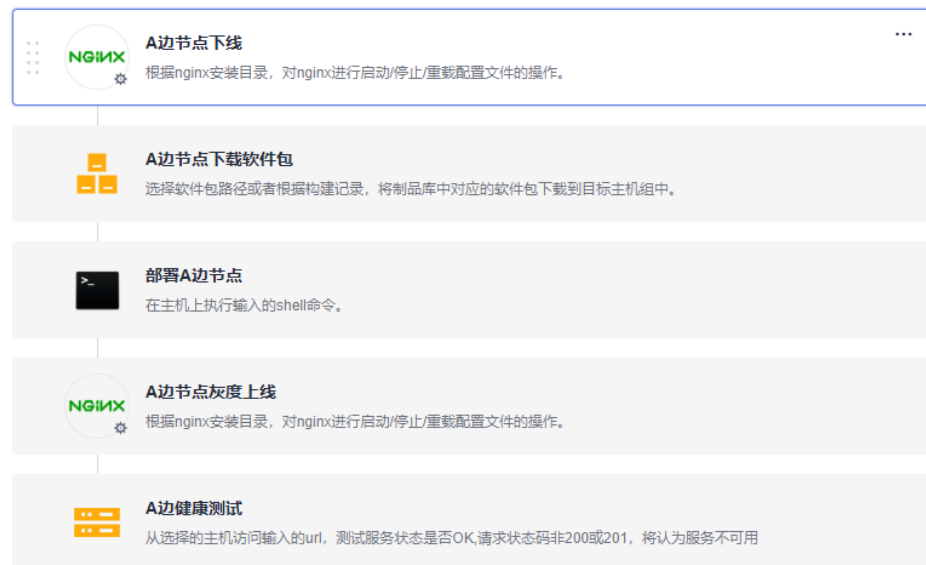 NGINX
A边节点下线
...
根据nginx安装目录，对nginx进行启动/停止/重载配置文件的操作。
A边节点下载软件包
选择软件包路径或者根据构建记录，将制品库中对应的软件包下载到目标主机组中。
>_
部署A边节点
在主机上执行输入的shell命令。
NGINX
A边节点灰度上线
根据nginx安装目录，对nginx进行启动/停止/重载配置文件的操作。
A边健康测试
从选择的主机访问输入的url，测试服务状态是否OK,请求状态码非200或201，将认为服务不可用